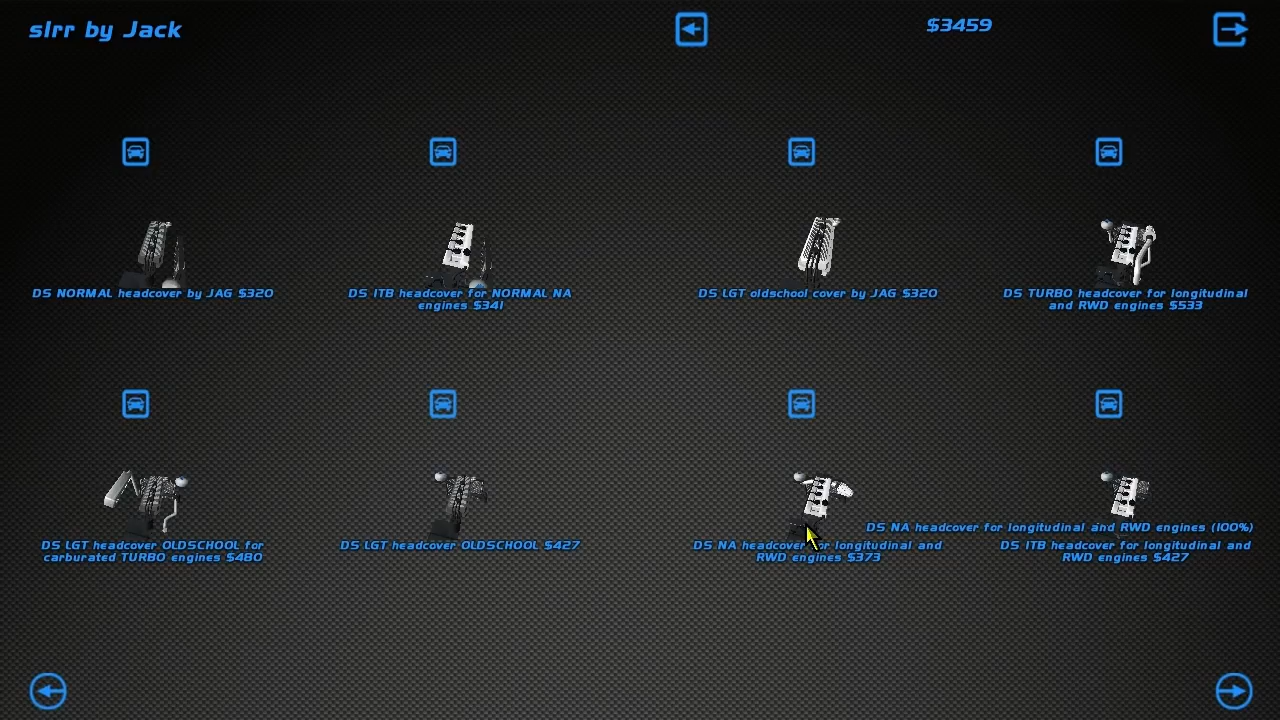 slrr by Jack
$3459
DS NORMAL headcover by JAG $320
DS ITB headcover for NORMAL NA
engines $341
DS LGT oldschool cover by JAG $320
DS TURBO headcover for longitudinal
and RWD engines $533
DS LGT headcover OLDSCHOOL for
carburated TURBO engines $480
DS LGT headcover OLDSCHOOL $427
DS NA headcover for longitudinal and RWD engines (100%)
DS NA headcover for longitudinal and
RWD engines $373
DS ITB headcover for longitudinal and
RWD engines $427